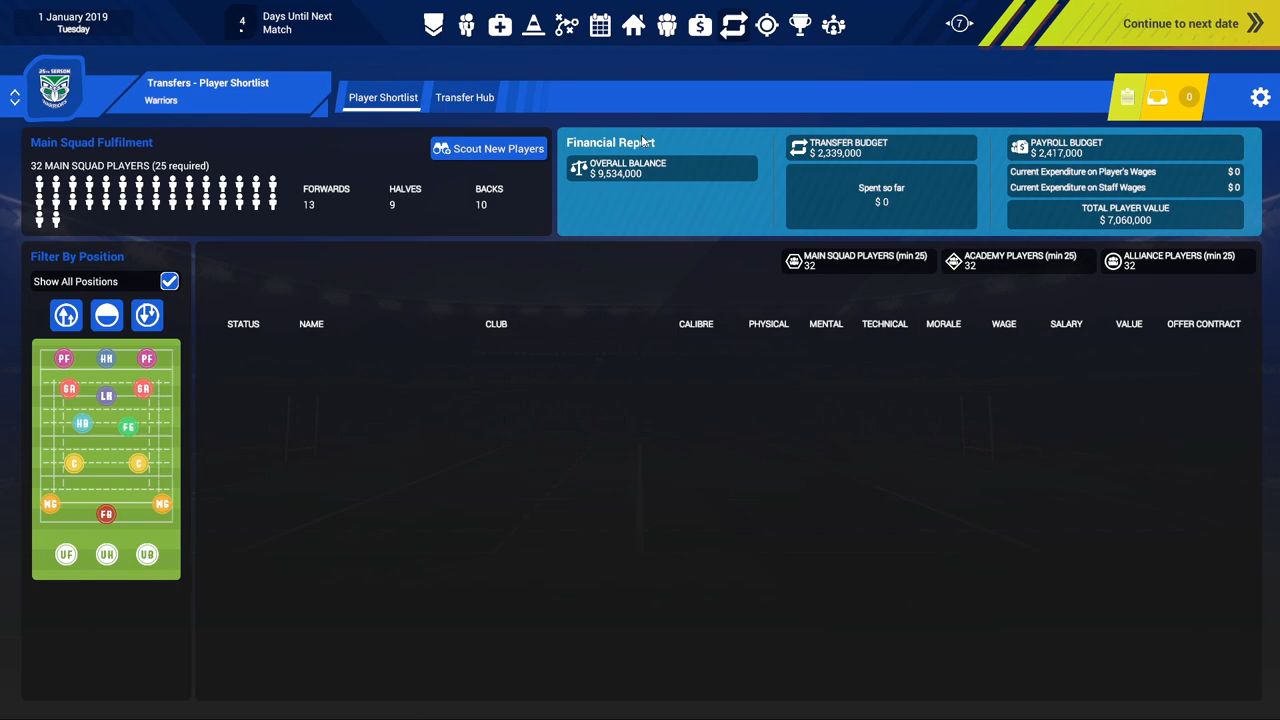 1 January 2019
Tuesday
4
Days Until Next
Match
7
Continue to next date
25TH SEASON
WARRIORS
Transfers - Player Shortlist
Warriors
Player Shortlist
Transfer Hub
0
Main Squad Fulfilment
Scout New Players
32 MAIN SQUAD PLAYERS (25 required)
FORWARDS
HALVES
BACKS
13
9
10
Financial Report
OVERALL BALANCE
$ 9,534,000
TRANSFER BUDGET
$ 2,339,000
Spent so far
$ 0
PAYROLL BUDGET
$ 2,417,000
Current Expenditure on Player's Wages $ 0
Current Expenditure on Staff Wages $ 0
TOTAL PLAYER VALUE
$ 7,060,000
Filter By Position
Show All Positions
PF HK PF
SR LK SR
HB FE
C C
WG WG
FB
UF UH UB
MAIN SQUAD PLAYERS (min 25)
32
ACADEMY PLAYERS (min 25)
32
ALLIANCE PLAYERS (min 25)
32
STATUS NAME CLUB CALIBRE PHYSICAL MENTAL TECHNICAL MORALE WAGE SALARY VALUE OFFER CONTRACT